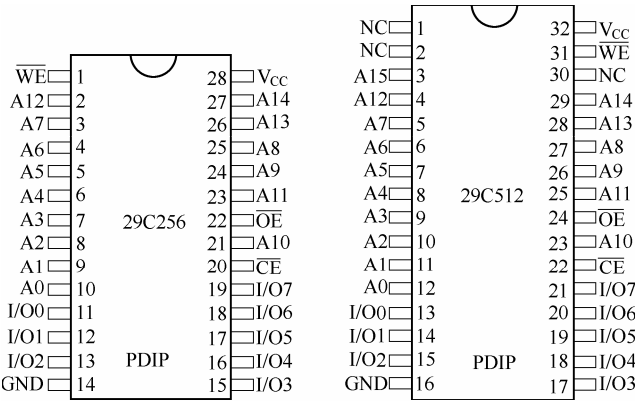 WE 1 28 VCC
A12 2 27 A14
A7 3 26 A13
A6 4 25 A8
A5 5 24 A9
A4 6 23 A11
A3 7 29C256 22 OE
A2 8 21 A10
A1 9 20 CE
A0 10 19 I/O7
I/O0 11 18 I/O6
I/O1 12 17 I/O5
I/O2 13 PDIP 16 I/O4
GND 14 15 I/O3
NC 1 32 VCC
NC 2 31 WE
A15 3 30 NC
A12 4 29 A14
A7 5 28 A13
A6 6 27 A8
A5 7 26 A9
A4 8 29C512 25 A11
A3 9 24 OE
A2 10 23 A10
A1 11 22 CE
A0 12 21 I/O7
I/O0 13 20 I/O6
I/O1 14 19 I/O5
I/O2 15 PDIP 18 I/O4
GND 16 17 I/O3